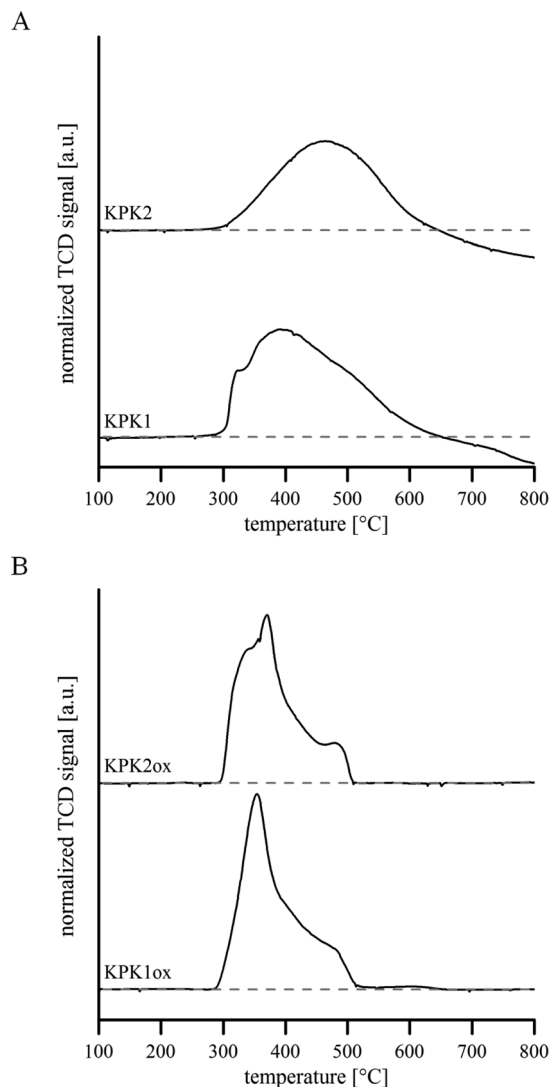 A
normalized TCD signal [a.u.]
KPK2
KPK1
100 200 300 400 500 600 700 800
temperature [°C]
B
normalized TCD signal [a.u.]
KPK2ox
KPK1ox
100 200 300 400 500 600 700 800
temperature [°C]